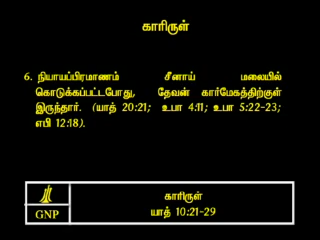 காரிருள்
6. நியாயப்பிரமாணம் சீனாய் மலையில்
கொடுக்கப்பட்டபோது, தேவன் கார்மேகத்திற்குள்
இருந்தார். (யாத் 20:21; உபா 4:11; உபா 5:22-23;
எபி 12:18).
காரிருள்
GNP
யாத் 10:21-29